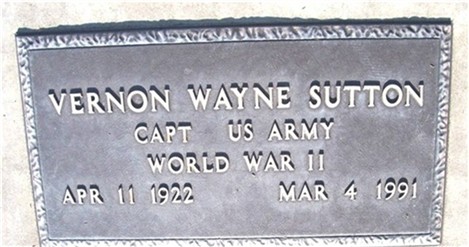 VERNON WAYNE SUTTON
CAPT US ARMY
WORLD WAR II
APR 11 1922 MAR 4 1991